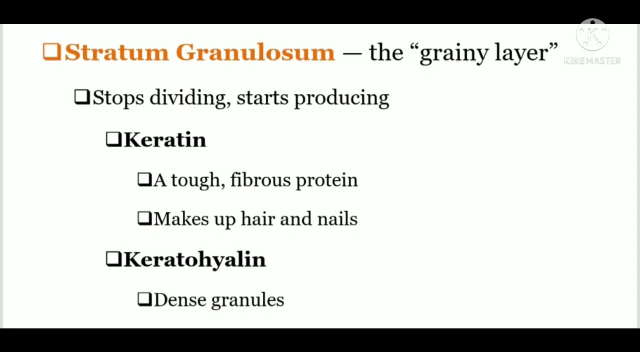 ❑Stratum Granulosum — the “grainy layer”
❑Stops dividing, starts producing
❑Keratin
❑A tough, fibrous protein
❑Makes up hair and nails
❑Keratohyalin
❑Dense granules
K
KINEMASTER